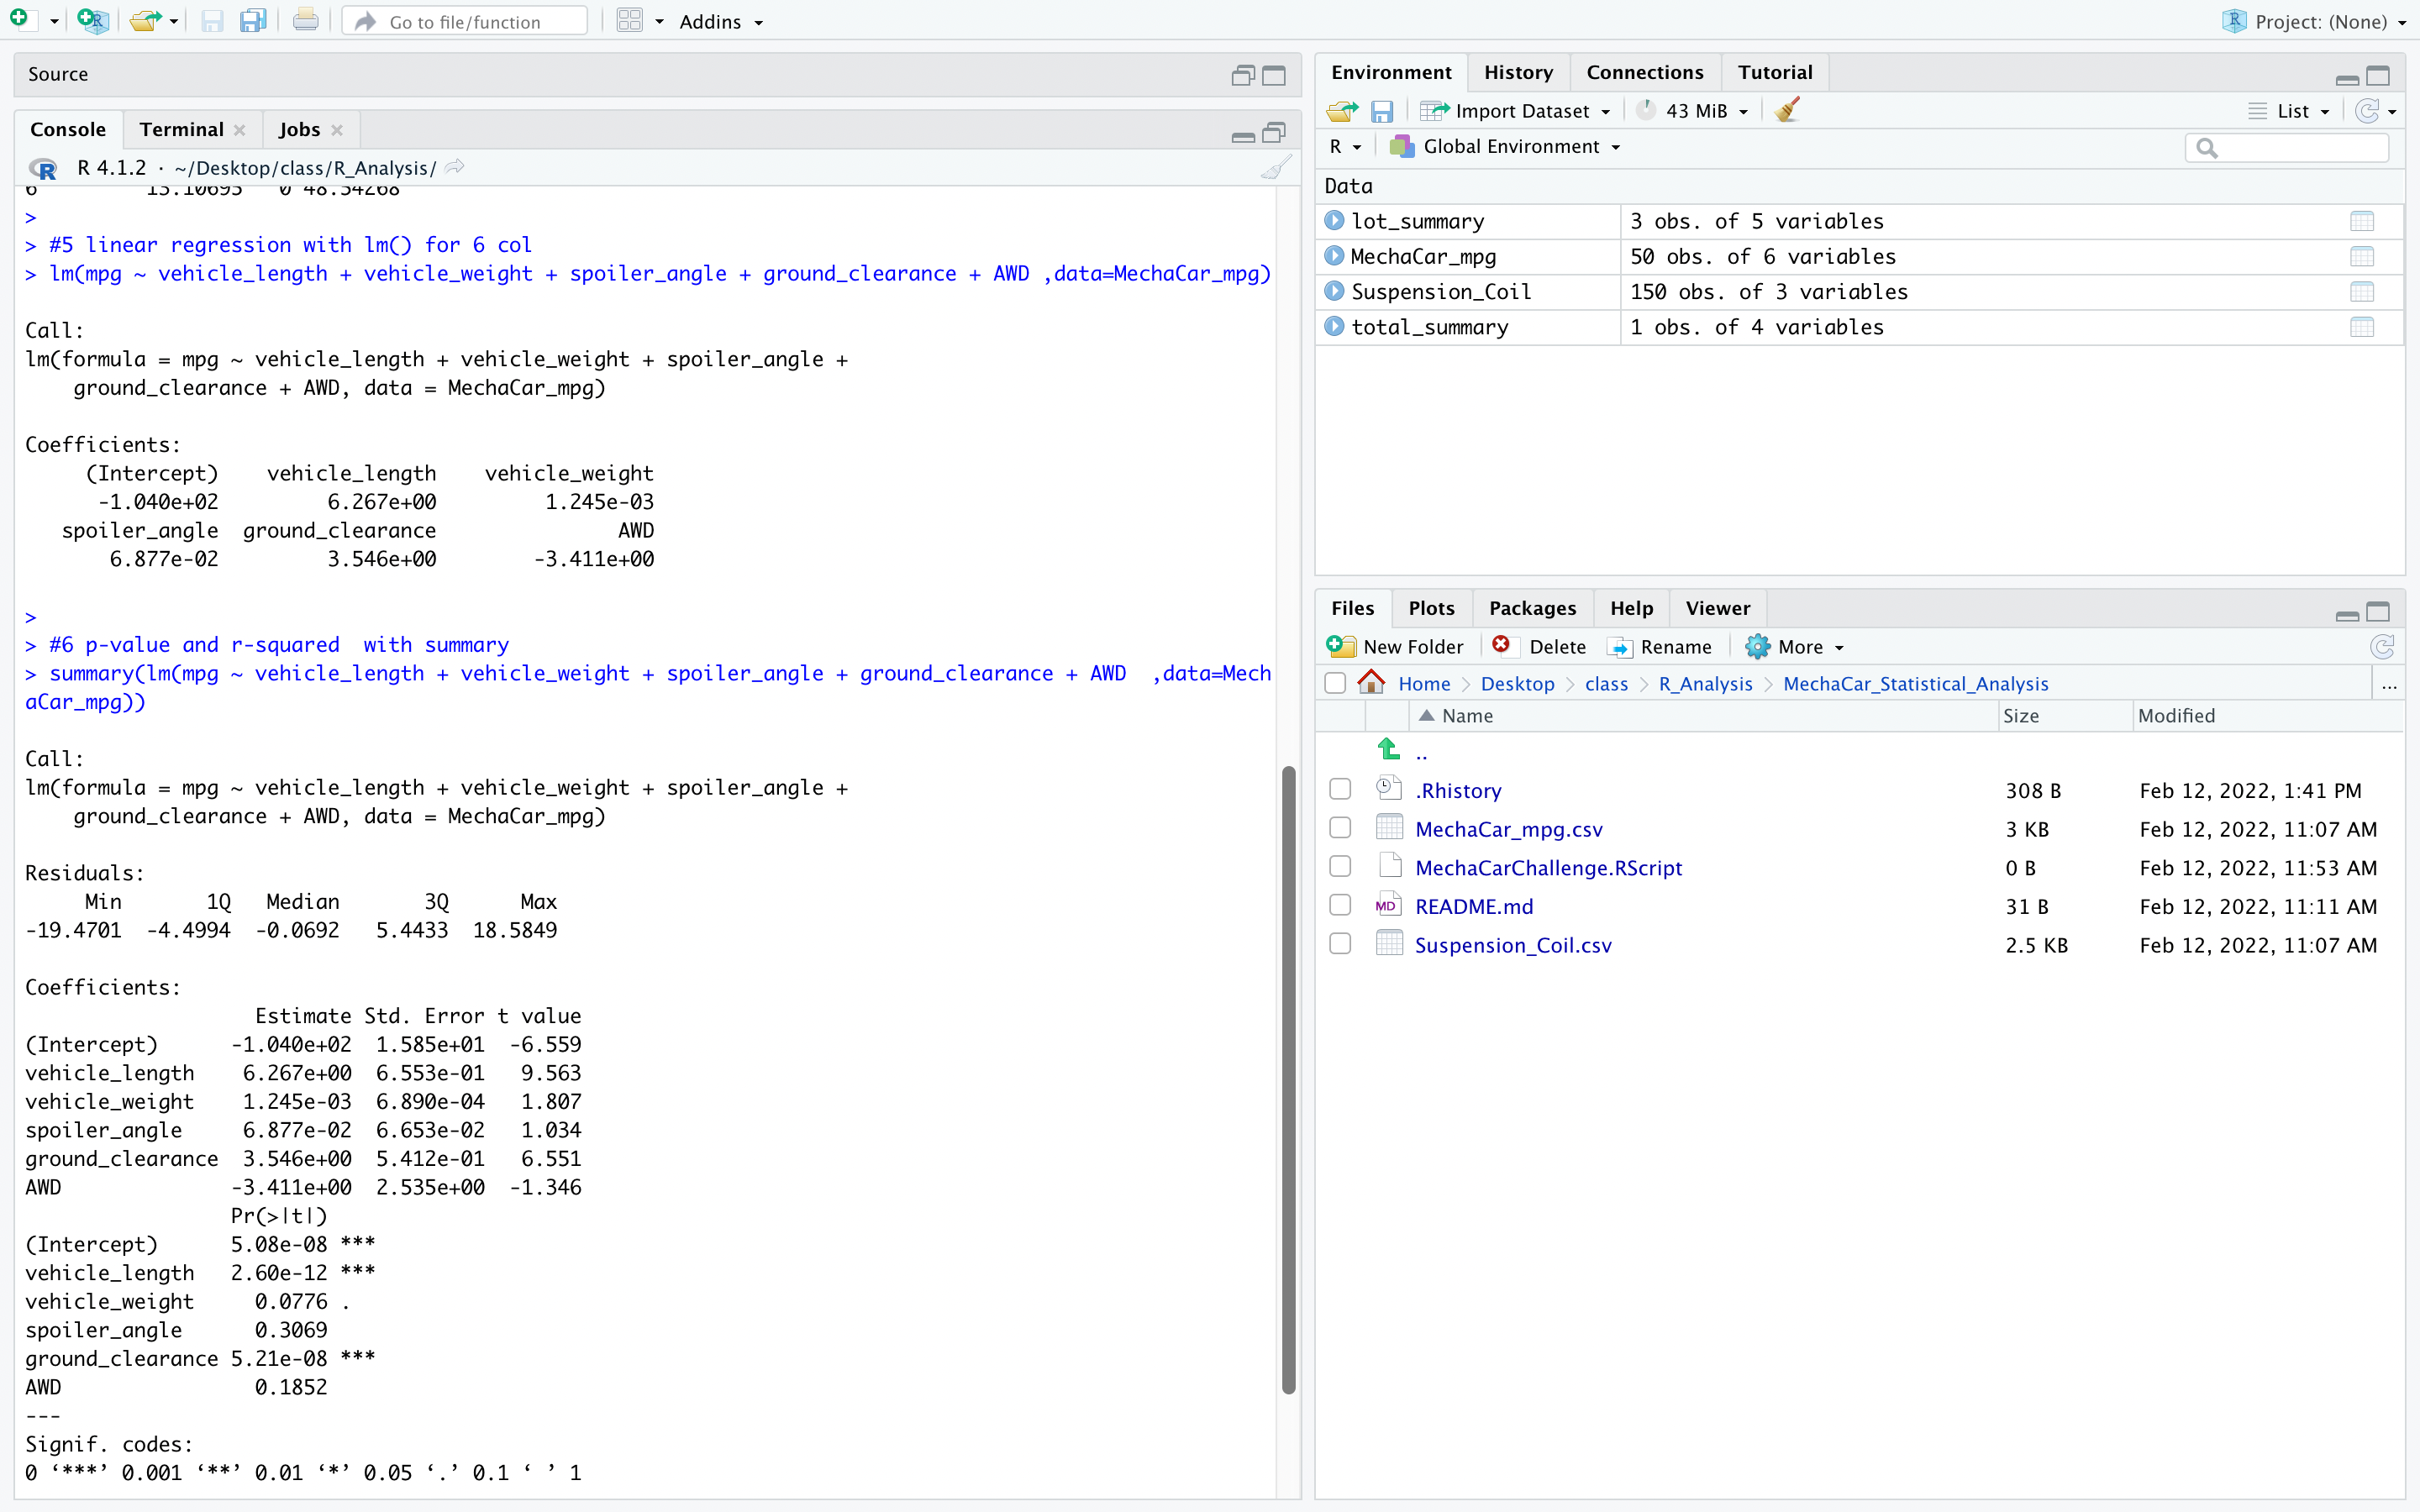 Go to file/function
Addins
Project: (None)
Source
Console Terminal Jobs
R 4.1.2 · ~/Desktop/class/R_Analysis/
6 13.10693 0 48.54268
>
> #5 linear regression with lm() for 6 col
> lm(mpg ~ vehicle_length + vehicle_weight + spoiler_angle + ground_clearance + AWD ,data=MechaCar_mpg)
Call:
lm(formula = mpg ~ vehicle_length + vehicle_weight + spoiler_angle +
    ground_clearance + AWD, data = MechaCar_mpg)
Coefficients:
     (Intercept)    vehicle_length    vehicle_weight
      -1.040e+02         6.267e+00         1.245e-03
   spoiler_angle  ground_clearance               AWD
       6.877e-02         3.546e+00        -3.411e+00
>
> #6 p-value and r-squared  with summary
> summary(lm(mpg ~ vehicle_length + vehicle_weight + spoiler_angle + ground_clearance + AWD  ,data=Mech
aCar_mpg))
Call:
lm(formula = mpg ~ vehicle_length + vehicle_weight + spoiler_angle +
    ground_clearance + AWD, data = MechaCar_mpg)
Residuals:
     Min       1Q   Median       3Q      Max
-19.4701  -4.4994  -0.0692   5.4433  18.5849
Coefficients:
                   Estimate Std. Error t value
(Intercept)      -1.040e+02  1.585e+01  -6.559
vehicle_length    6.267e+00  6.553e-01   9.563
vehicle_weight    1.245e-03  6.890e-04   1.807
spoiler_angle     6.877e-02  6.653e-02   1.034
ground_clearance  3.546e+00  5.412e-01   6.551
AWD              -3.411e+00  2.535e+00  -1.346
                 Pr(>|t|)
(Intercept)      5.08e-08 ***
vehicle_length   2.60e-12 ***
vehicle_weight     0.0776 .
spoiler_angle      0.3069
ground_clearance 5.21e-08 ***
AWD                0.1852
---
Signif. codes:
0 ‘***’ 0.001 ‘**’ 0.01 ‘*’ 0.05 ‘.’ 0.1 ‘ ’ 1
Environment History Connections Tutorial
Import Dataset 43 MiB List
R Global Environment
Data
lot_summary 3 obs. of 5 variables
MechaCar_mpg 50 obs. of 6 variables
Suspension_Coil 150 obs. of 3 variables
total_summary 1 obs. of 4 variables
Files Plots Packages Help Viewer
New Folder Delete Rename More
Home Desktop class R_Analysis MechaCar_Statistical_Analysis ...
Name Size Modified
..
.Rhistory 308 B Feb 12, 2022, 1:41 PM
MechaCar_mpg.csv 3 KB Feb 12, 2022, 11:07 AM
MechaCarChallenge.RScript 0 B Feb 12, 2022, 11:53 AM
MD README.md 31 B Feb 12, 2022, 11:11 AM
Suspension_Coil.csv 2.5 KB Feb 12, 2022, 11:07 AM